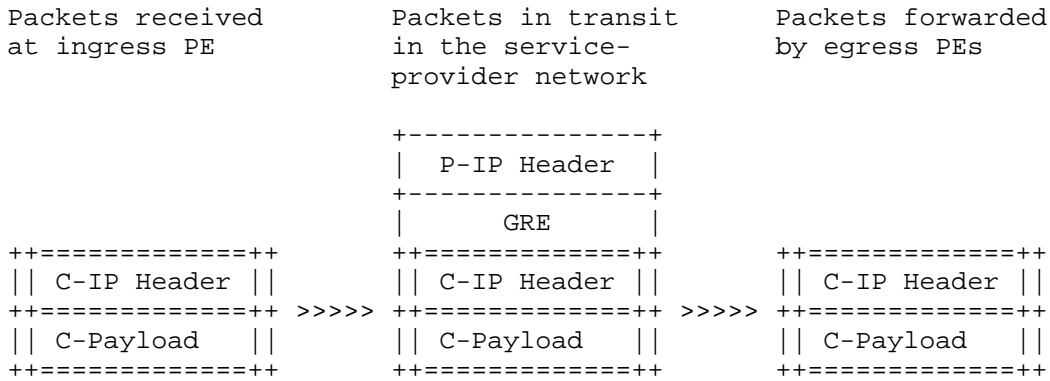 Packets received            Packets in transit      Packets forwarded
at ingress PE               in the service-         by egress PEs
                            provider network

                        +---------------+
                        |  P-IP Header  |
                        +---------------+
                        |      GRE      |
++=============++       ++=============++       ++=============++
|| C-IP Header ||       || C-IP Header ||       || C-IP Header ||
++=============++ >>>>> ++=============++ >>>>> ++=============++
|| C-Payload   ||       || C-Payload   ||       || C-Payload   ||
++=============++       ++=============++       ++=============++